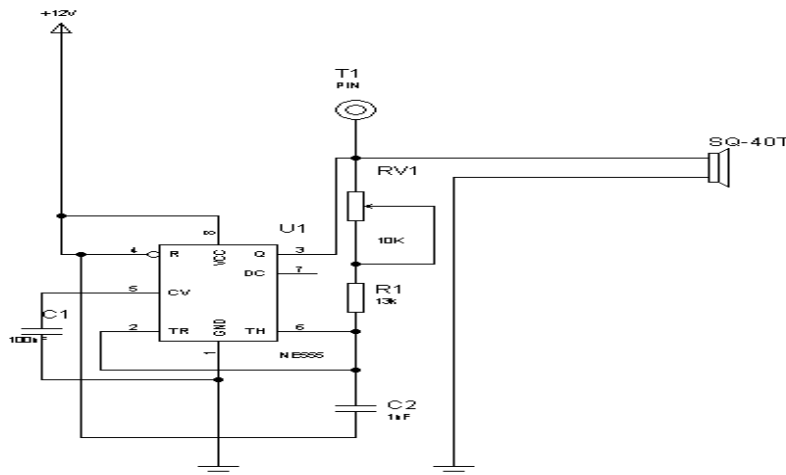 +12V
T1
PIN
SQ-40T
RV1
10K
U1
8
4
R
VCC
Q
3
DC
7
R1
13k
5
CV
C1
2
TR
GND
TH
6
1
NE555
C2